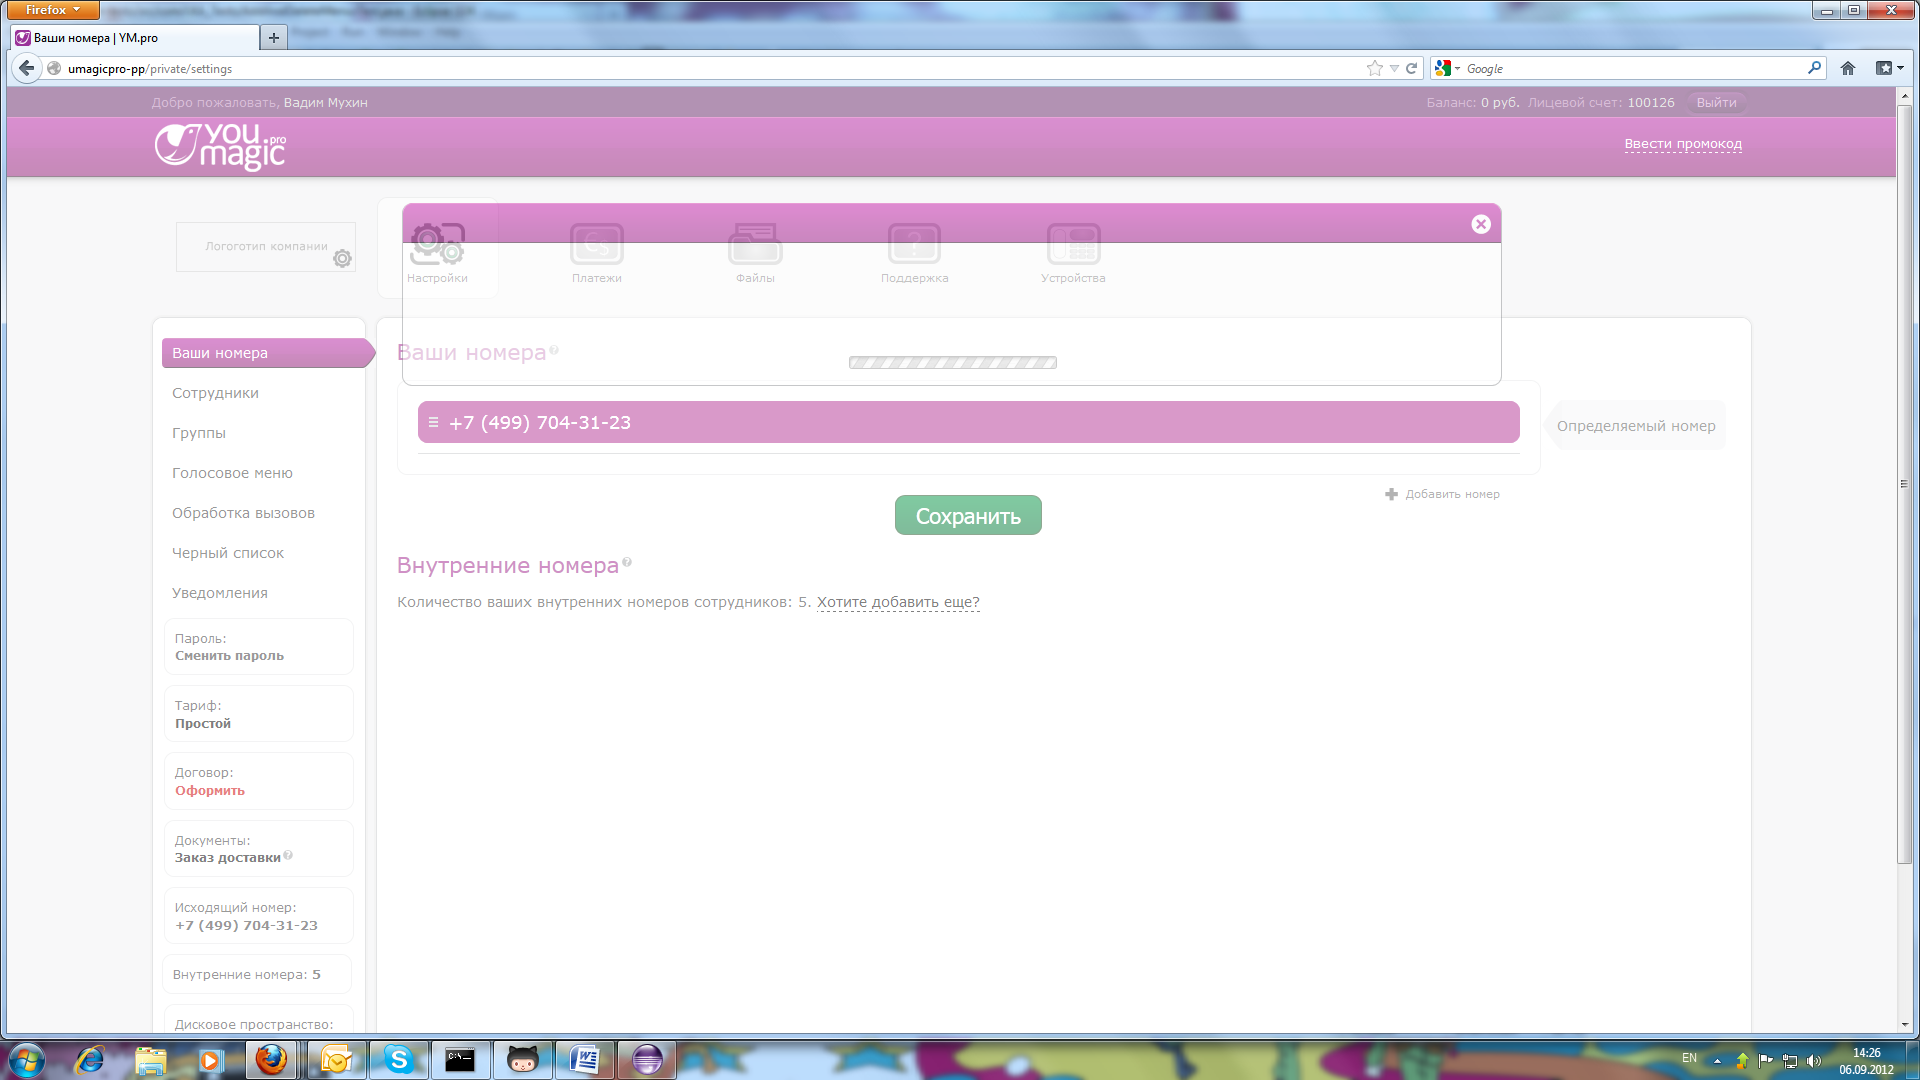 Firefox
Ваши номера | YM.pro
umagicpro-pp/private/settings
Google
Добро пожаловать, Вадим Мухин
Баланс: 0 руб. Лицевой счет: 100126 Выйти
you magic pro
Ввести промокод
Логоготип компании
Настройки
Платежи
Файлы
Поддержка
Устройства
Ваши номера
Сотрудники
Группы
Голосовое меню
Обработка вызовов
Черный список
Уведомления
Пароль:
Сменить пароль
Тариф:
Простой
Договор:
Оформить
Документы:
Заказ доставки
Исходящий номер:
+7 (499) 704-31-23
Внутренние номера: 5
Дисковое пространство:
Ваши номера
+7 (499) 704-31-23
Определяемый номер
Добавить номер
Сохранить
Внутренние номера
Количество ваших внутренних номеров сотрудников: 5. Хотите добавить еще?
EN
14:26
06.09.2012